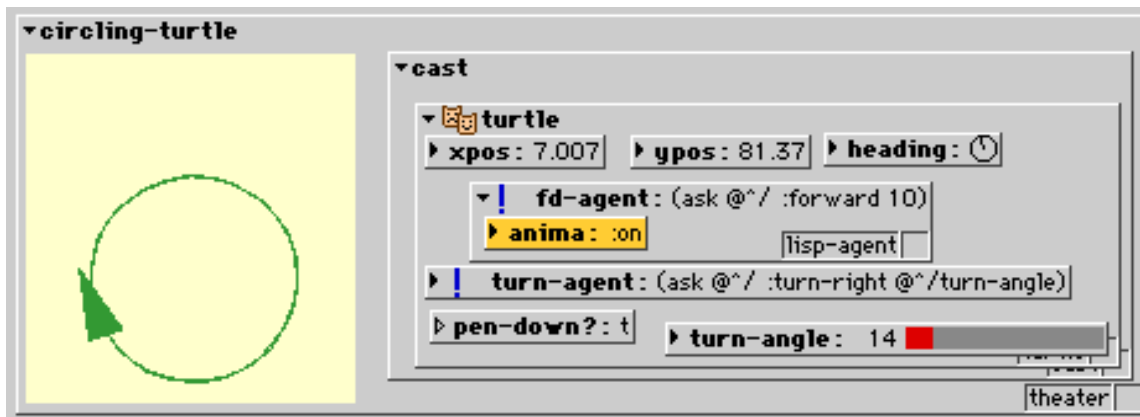 circling-turtle
cast
turtle
xpos: 7.007 ypos: 81.37 heading:
fd-agent: (ask @^/ :forward 10)
anima: :on
lisp-agent
turn-agent: (ask @^/ :turn-right @^/turn-angle)
pen-down?: t turn-angle: 14
theater